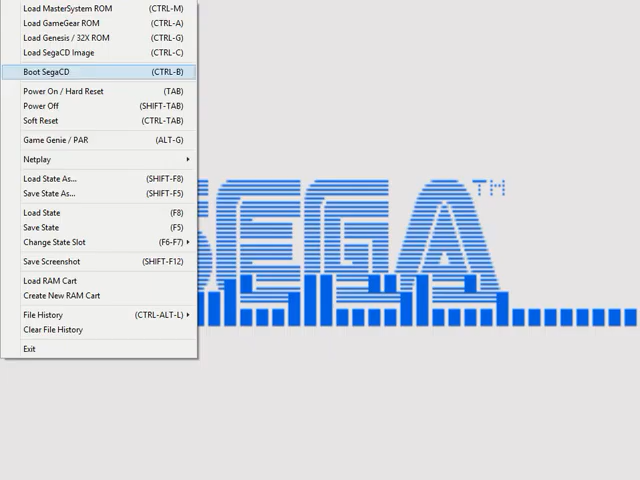 Load MasterSystem ROM (CTRL-M)
Load GameGear ROM (CTRL-A)
Load Genesis / 32X ROM (CTRL-G)
Load SegaCD Image (CTRL-C)
Boot SegaCD (CTRL-B)
Power On / Hard Reset (TAB)
Power Off (SHIFT-TAB)
Soft Reset (CTRL-TAB)
Game Genie / PAR (ALT-G)
Netplay
Load State As... (SHIFT-F8)
Save State As... (SHIFT-F5)
Load State (F8)
Save State (F5)
Change State Slot (F6-F7)
Save Screenshot (SHIFT-F12)
Load RAM Cart
Create New RAM Cart
File History (CTRL-ALT-L)
Clear File History
Exit
SEGA TM